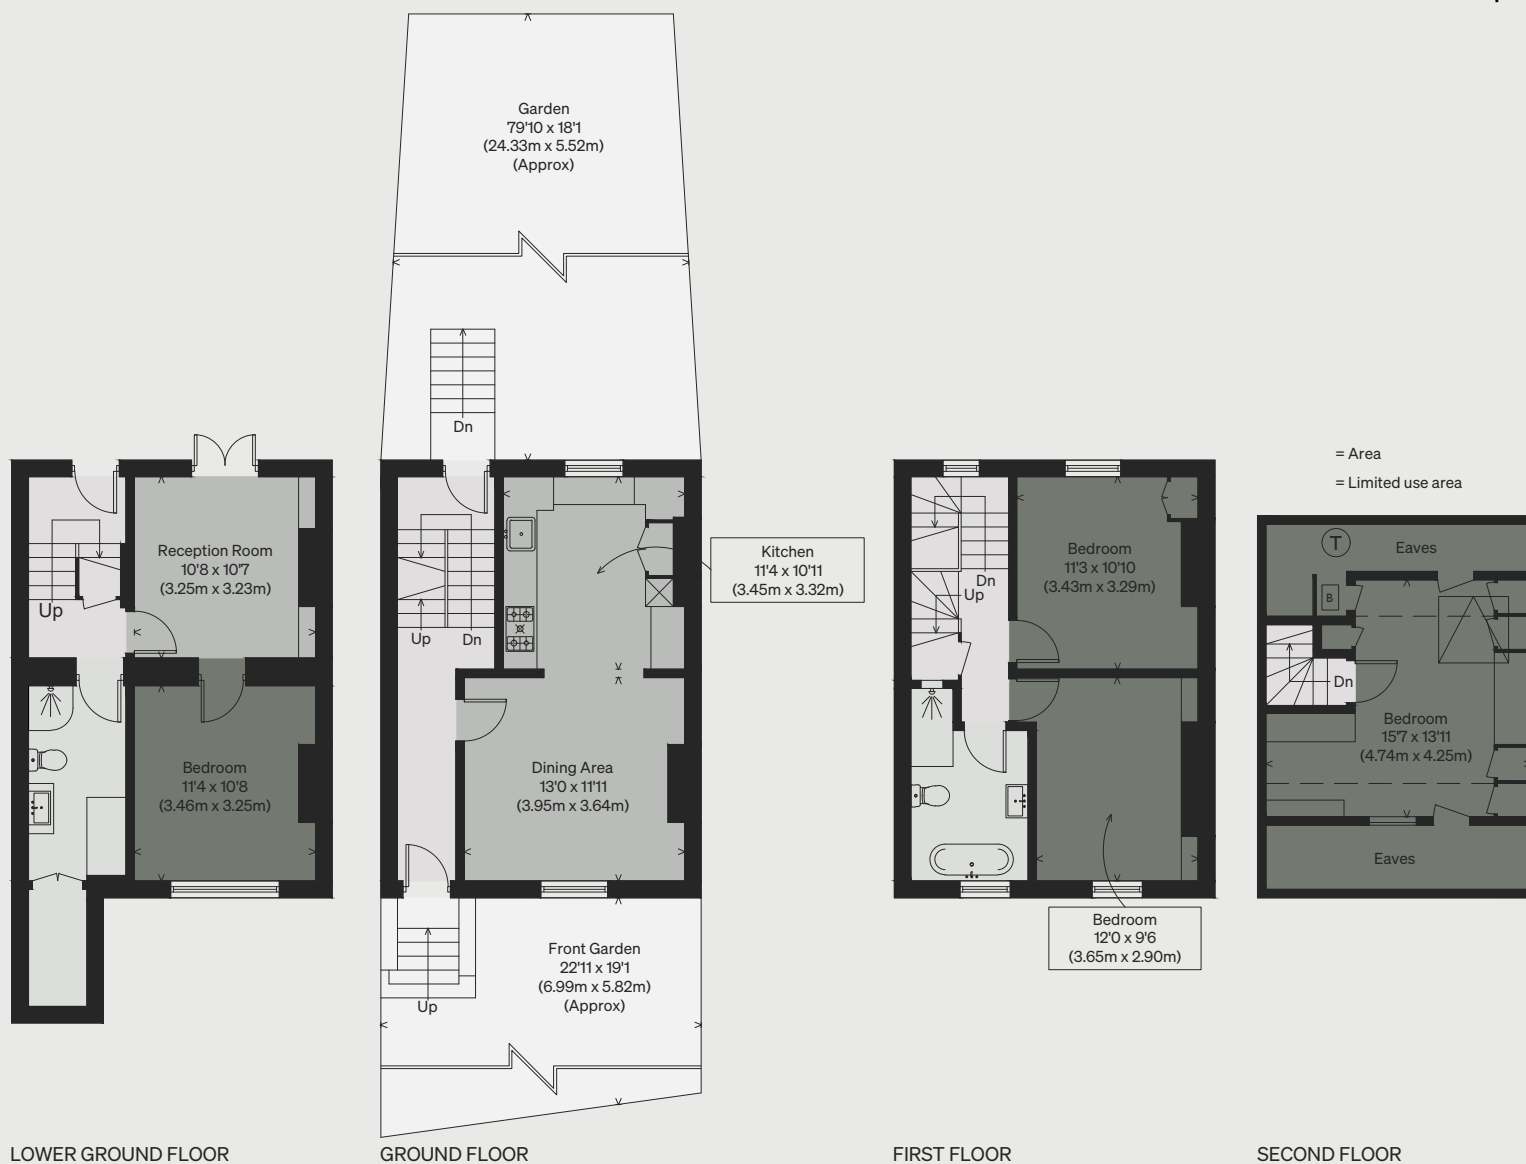 Garden
79'10 x 18'1
(24.33m x 5.52m)
(Approx)
Dn
= Area
= Limited use area
Reception Room
10'8 x 10'7
(3.25m x 3.23m)
Up
Bedroom
11'4 x 10'8
(3.46m x 3.25m)
Kitchen
11'4 x 10'11
(3.45m x 3.32m)
Up
Dn
Dining Area
13'0 x 11'11
(3.95m x 3.64m)
Front Garden
22'11 x 19'1
(6.99m x 5.82m)
(Approx)
Up
Bedroom
11'3 x 10'10
(3.43m x 3.29m)
Dn
Up
Bedroom
12'0 x 9'6
(3.65m x 2.90m)
T
Eaves
B
Dn
Bedroom
15'7 x 13'11
(4.74m x 4.25m)
Eaves
LOWER GROUND FLOOR
GROUND FLOOR
FIRST FLOOR
SECOND FLOOR